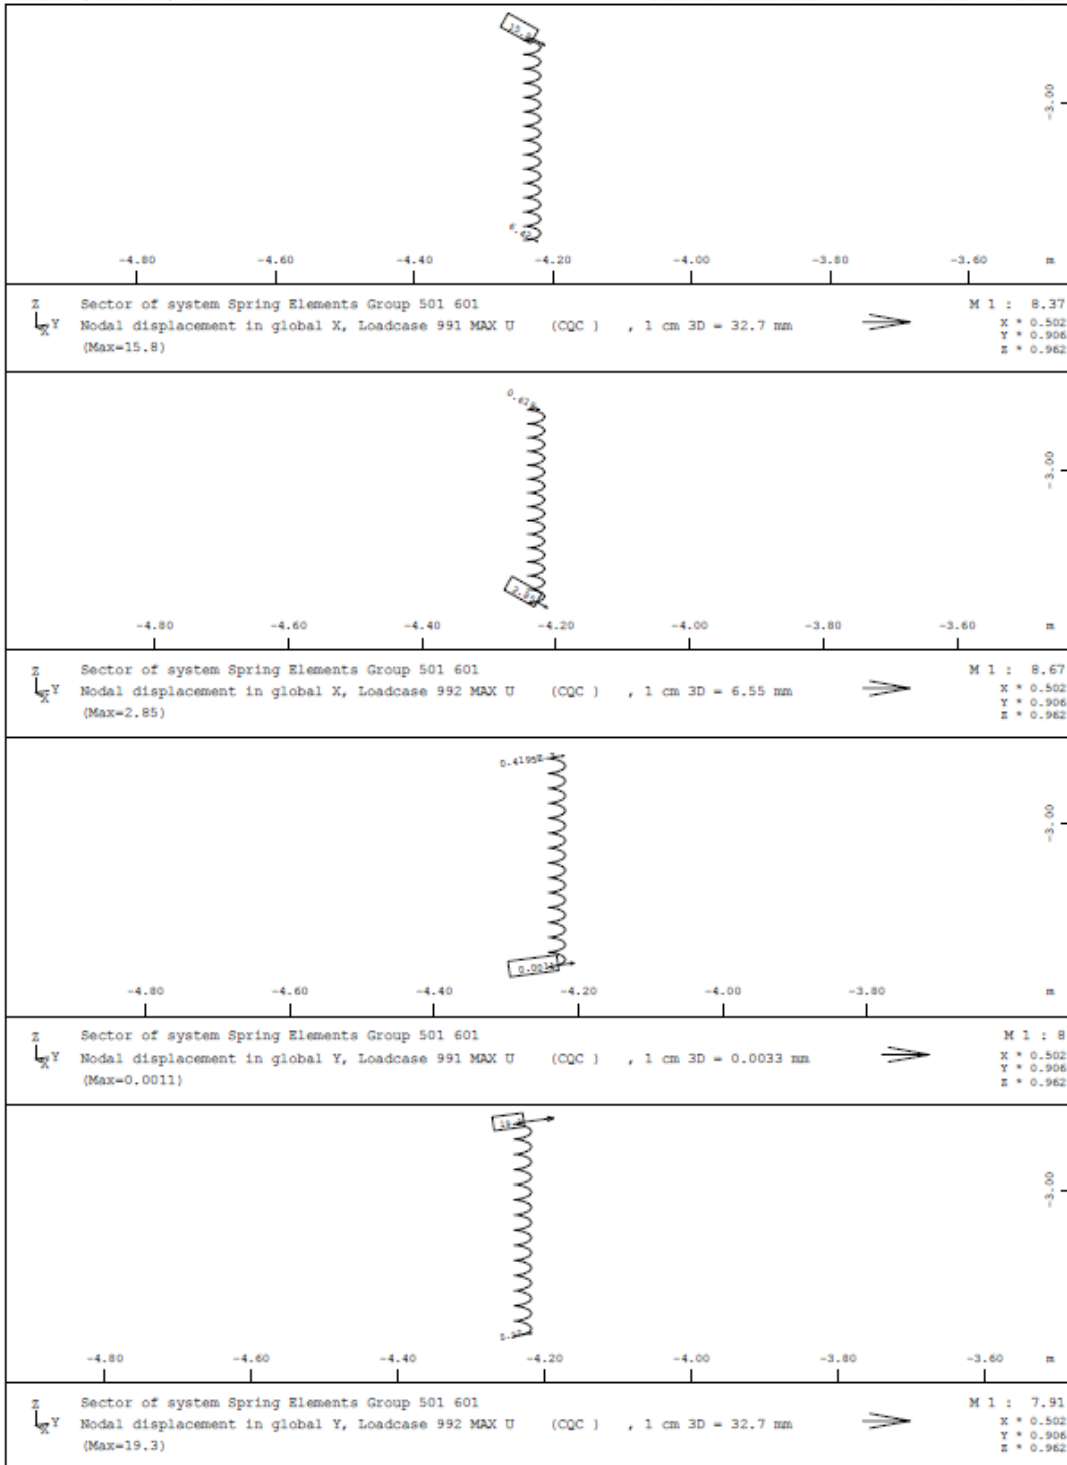 15.8
-3.00
-4.80 -4.60 -4.40 -4.20 -4.00 -3.80 -3.60 m
Z Y X Sector of system Spring Elements Group 501 601 M 1 : 8.37
Nodal displacement in global X, Loadcase 991 MAX U (CQC ) , 1 cm 3D = 32.7 mm X * 0.502
Y * 0.906
(Max=15.8) Z * 0.962
0.629
-3.00
2.85
-4.80 -4.60 -4.40 -4.20 -4.00 -3.80 -3.60 m
Z Y X Sector of system Spring Elements Group 501 601 M 1 : 8.67
Nodal displacement in global X, Loadcase 992 MAX U (CQC ) , 1 cm 3D = 6.55 mm X * 0.502
Y * 0.906
(Max=2.85) Z * 0.962
-3.00
0.0011
-4.80 -4.60 -4.40 -4.20 -4.00 -3.80 m
Z Y X Sector of system Spring Elements Group 501 601 M 1 : 8
Nodal displacement in global Y, Loadcase 991 MAX U (CQC ) , 1 cm 3D = 0.0033 mm X * 0.502
Y * 0.906
(Max=0.0011) Z * 0.962
-3.00
-4.80 -4.60 -4.40 -4.20 -4.00 -3.80 -3.60 m
Z Y X Sector of system Spring Elements Group 501 601 M 1 : 7.91
Nodal displacement in global Y, Loadcase 992 MAX U (CQC ) , 1 cm 3D = 32.7 mm X * 0.502
Y * 0.906
(Max=19.3) Z * 0.962